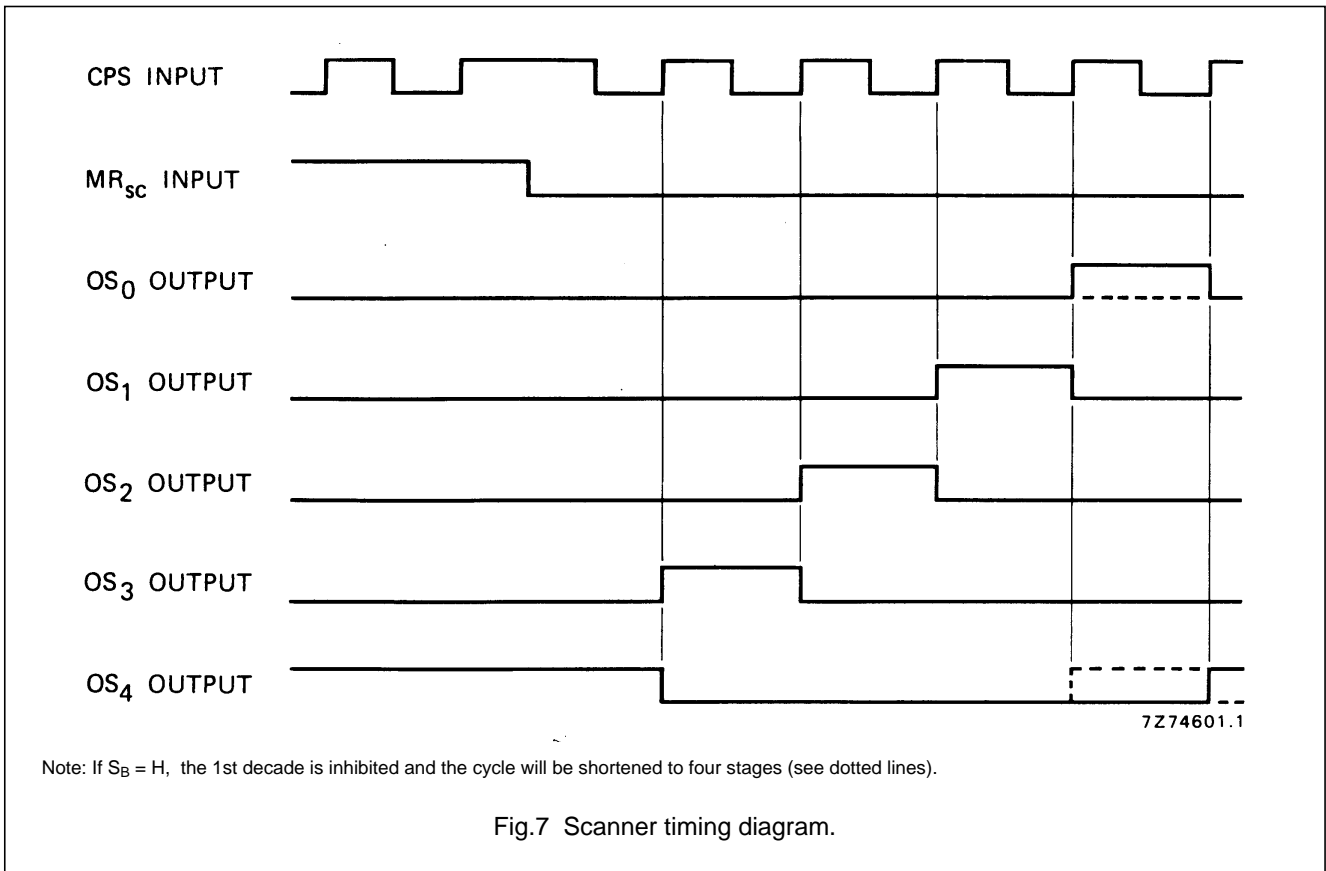 CPS INPUT
MRsc INPUT
OS0 OUTPUT
OS1 OUTPUT
OS2 OUTPUT
OS3 OUTPUT
OS4 OUTPUT
7Z74601.1
Note: If SB = H, the 1st decade is inhibited and the cycle will be shortened to four stages (see dotted lines).
Fig.7 Scanner timing diagram.